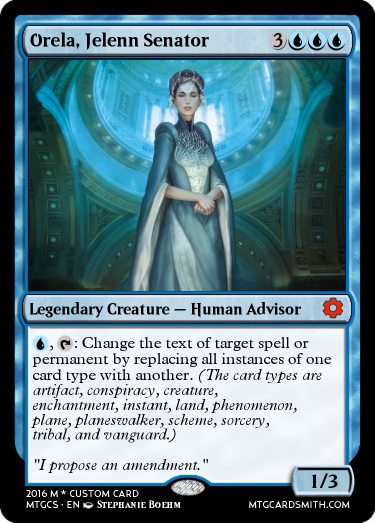 Orela, Jelenn Senator 3
Legendary Creature — Human Advisor
, : Change the text of target spell or
permanent by replacing all instances of one
card type with another. (The card types are
artifact, conspiracy, creature,
enchantment, instant, land, phenomenon,
plane, planeswalker, scheme, sorcery,
tribal, and vanguard.)
"I propose an amendment."
1/3
2016 M * CUSTOM CARD
MTGCS · EN STEPHANIE BOEHM
MTGCARDSMITH.COM